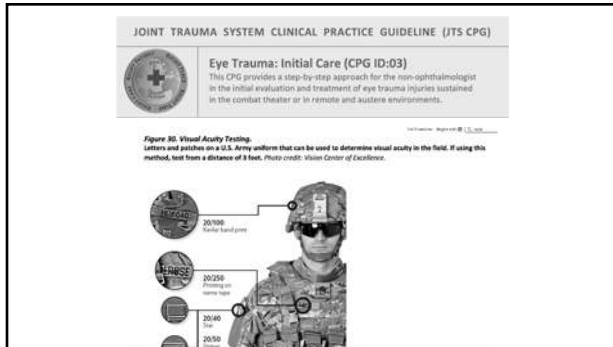 JOINT TRAUMA SYSTEM CLINICAL PRACTICE GUIDELINE (JTS CPG)
Eye Trauma: Initial Care (CPG ID:03)
This CPG provides a step-by-step approach for the non-ophthalmologist
in the initial evaluation and treatment of eye trauma injuries sustained
in the combat theater or in remote and austere environments.
Figure 30. Visual Acuity Testing.
Letters and patches on a U.S. Army uniform that can be used to determine visual acuity in the field. If using this
method, test from a distance of 3 feet. Photo credit: Vision Center of Excellence.
20/100
Kevlar band print
20/250
Printing on
name tape
20/40
Star
20/50